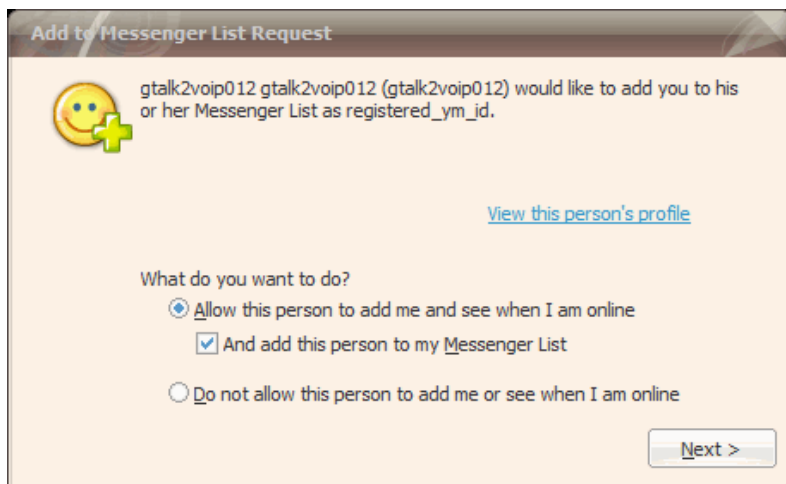 Add to Messenger List Request
gtalk2voip012 gtalk2voip012 (gtalk2voip012) would like to add you to his
or her Messenger List as registered_ym_id.
View this person's profile
What do you want to do?
Allow this person to add me and see when I am online
And add this person to my Messenger List
Do not allow this person to add me or see when I am online
Next >